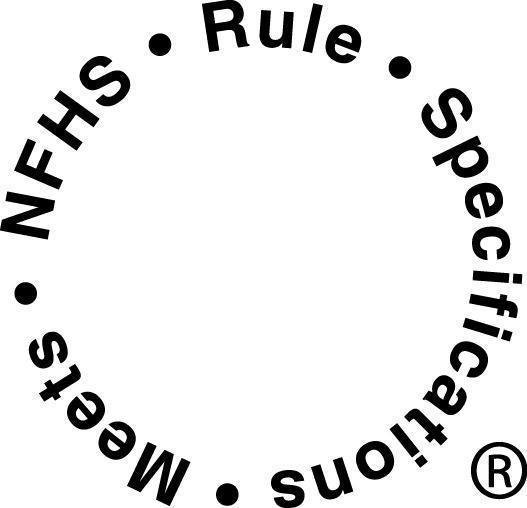 Meets • NFHS • Rule • Specifications •
®